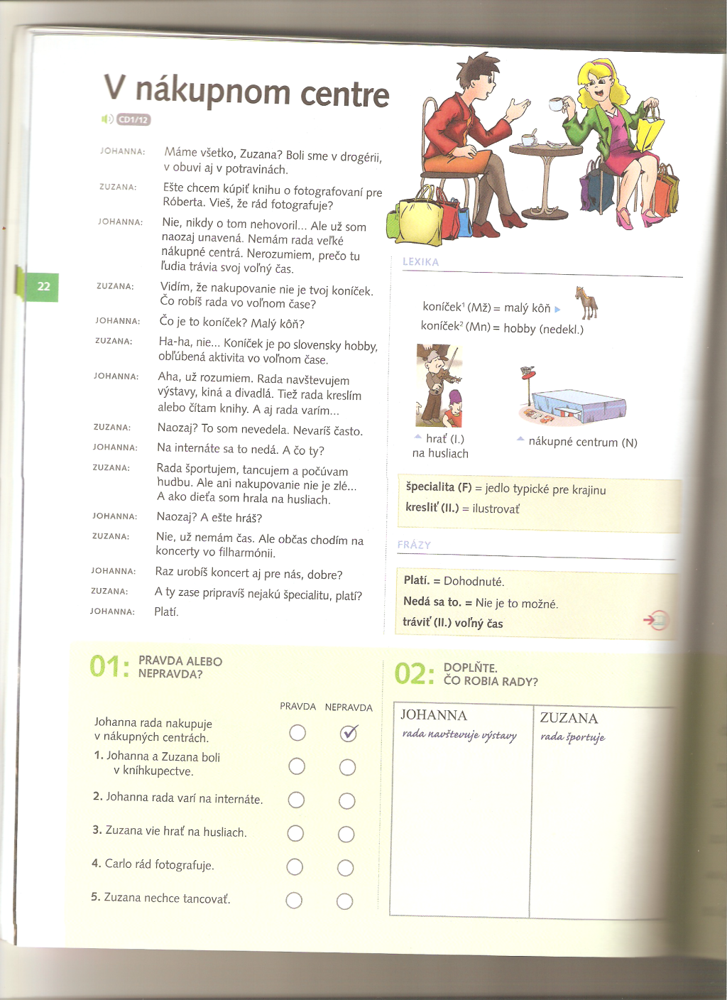 V nákupnom centre
CD1/12
JOHANNA: Máme všetko, Zuzana? Boli sme v drogérii,
v obuvi aj v potravinách.
ZUZANA: Ešte chcem kúpiť knihu o fotografovaní pre
Róberta. Vieš, že rád fotografuje?
JOHANNA: Nie, nikdy o tom nehovoril... Ale už som
naozaj unavená. Nemám rada veľké
nákupné centrá. Nerozumiem, prečo tu
ľudia trávia svoj voľný čas.
22
ZUZANA: Vidím, že nakupovanie nie je tvoj koníček.
Čo robíš rada vo voľnom čase?
JOHANNA: Čo je to koníček? Malý kôň?
ZUZANA: Ha-ha, nie... Koníček je po slovensky hobby,
obľúbená aktivita vo voľnom čase.
JOHANNA: Aha, už rozumiem. Rada navštevujem
výstavy, kiná a divadlá. Tiež rada kreslím
alebo čítam knihy. A aj rada varím...
ZUZANA: Naozaj? To som nevedela. Nevaríš často.
JOHANNA: Na internáte sa to nedá. A čo ty?
ZUZANA: Rada športujem, tancujem a počúvam
hudbu. Ale ani nakupovanie nie je zlé...
A ako dieťa som hrala na husliach.
JOHANNA: Naozaj? A ešte hráš?
ZUZANA: Nie, už nemám čas. Ale občas chodím na
koncerty vo filharmónii.
JOHANNA: Raz urobíš koncert aj pre nás, dobre?
ZUZANA: A ty zase pripravíš nejakú špecialitu, platí?
JOHANNA: Platí.
LEXIKA
koníček¹ (Mž) = malý kôň
koníček² (Mn) = hobby (nedekl.)
hrať (I.)
na husliach
nákupné centrum (N)
špecialita (F) = jedlo typické pre krajinu
kresliť (II.) = ilustrovať
FRÁZY
Platí. = Dohodnuté.
Nedá sa to. = Nie je to možné.
tráviť (II.) voľný čas
01: PRAVDA ALEBO
NEPRAVDA?
PRAVDA NEPRAVDA
Johanna rada nakupuje
v nákupných centrách.
1. Johanna a Zuzana boli
v kníhkupectve.
2. Johanna rada varí na internáte.
3. Zuzana vie hrať na husliach.
4. Carlo rád fotografuje.
5. Zuzana nechce tancovať.
02: DOPLŇTE.
ČO ROBIA RADY?
JOHANNA
rada navštevuje výstavy
ZUZANA
rada športuje